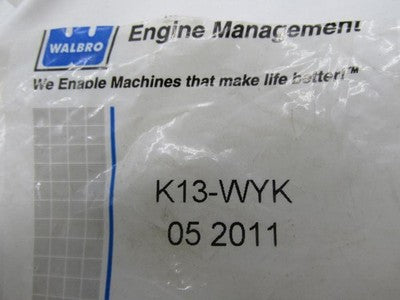 WALBRO
Engine Management
We Enable Machines that make life better!™
K13-WYK
05 2011